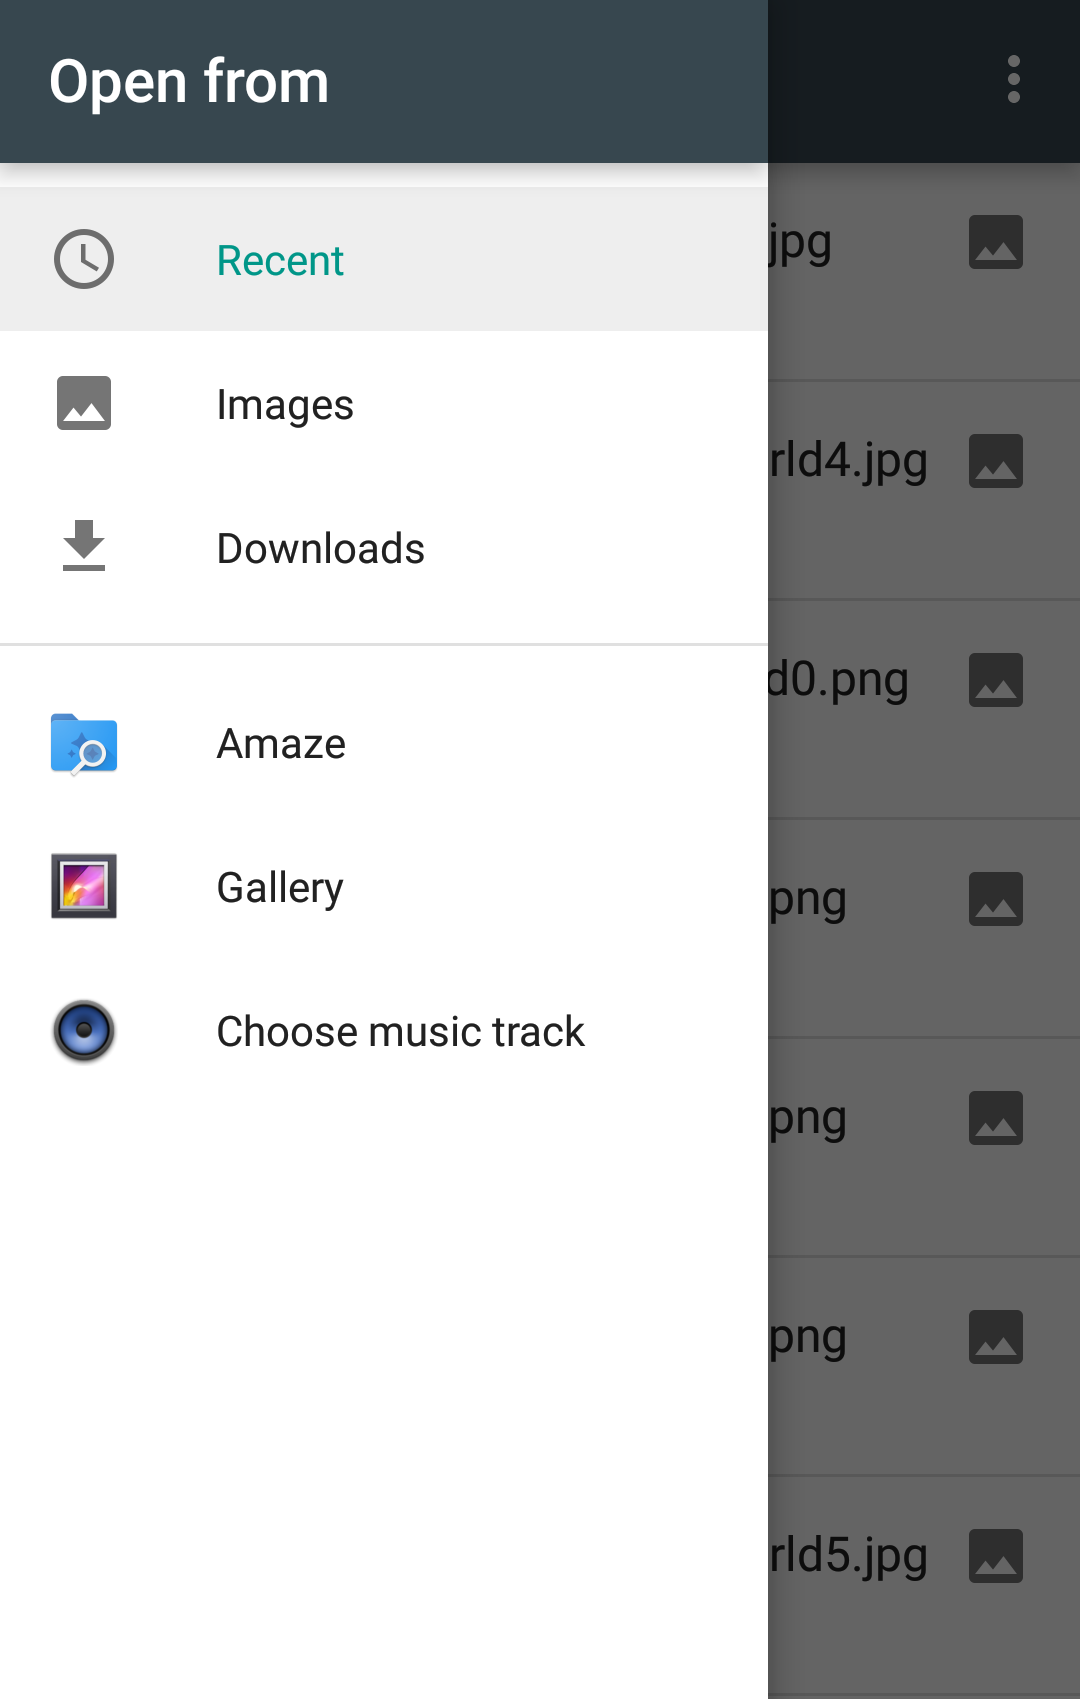 Open from
Recent
Images
Downloads
Amaze
Gallery
Choose music track
jpg
rld4.jpg
d0.png
png
png
png
rld5.jpg